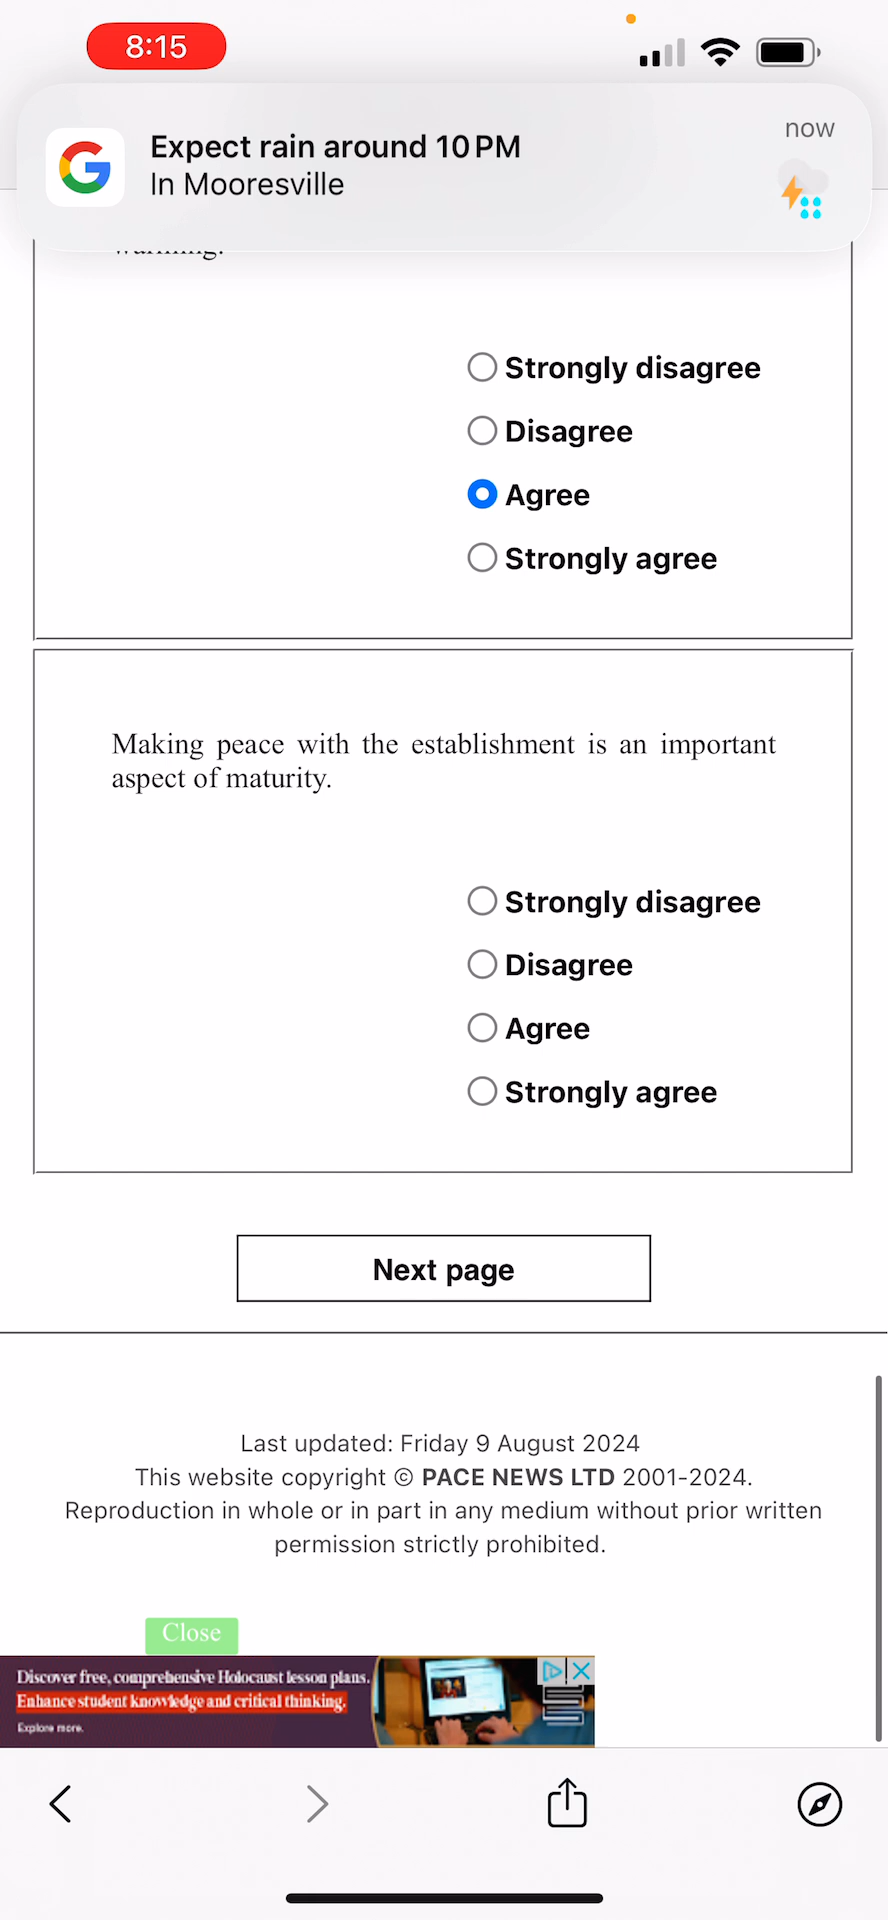 8:15
now
Expect rain around 10 PM
In Mooresville
Strongly disagree
Disagree
Agree
Strongly agree
Making peace with the establishment is an important
aspect of maturity.
Strongly disagree
Disagree
Agree
Strongly agree
Next page
Last updated: Friday 9 August 2024
This website copyright © PACE NEWS LTD 2001-2024.
Reproduction in whole or in part in any medium without prior written
permission strictly prohibited.
Close
Discover free, comprehensive Holocaust lesson plans.
Enhance student knowledge and critical thinking.
Explore more.